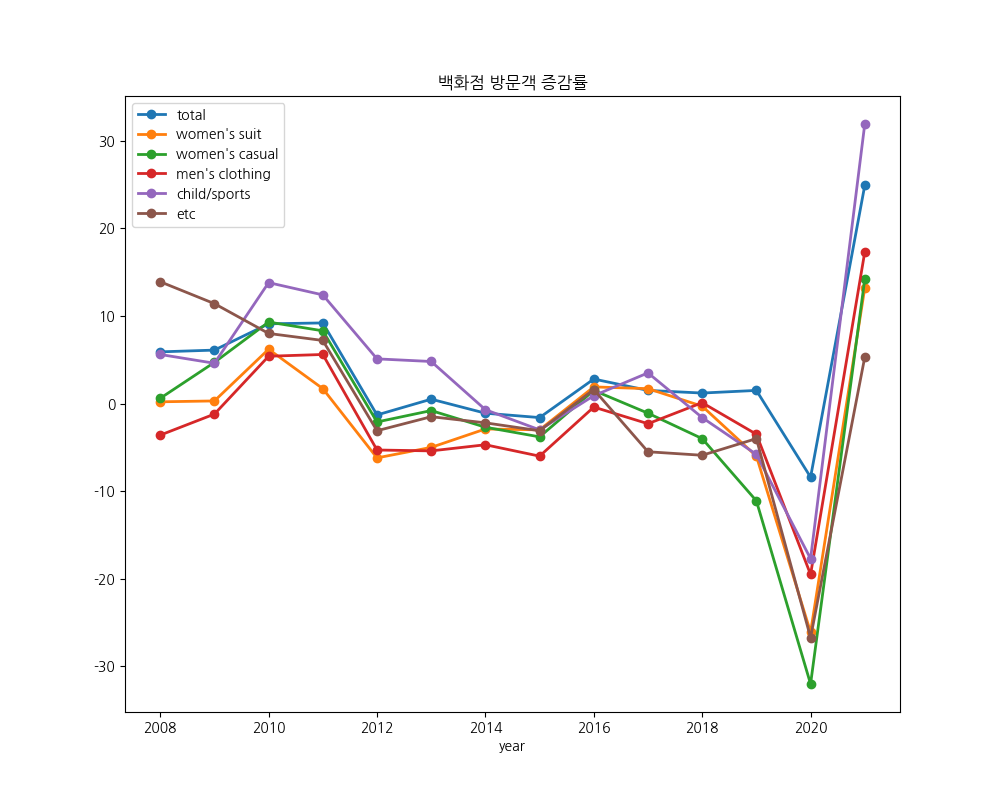 백화점 방문객 증감률
total
women's suit
women's casual
men's clothing
child/sports
etc
30
20
10
0
-10
-20
-30
2008 2010 2012 2014 2016 2018 2020
year